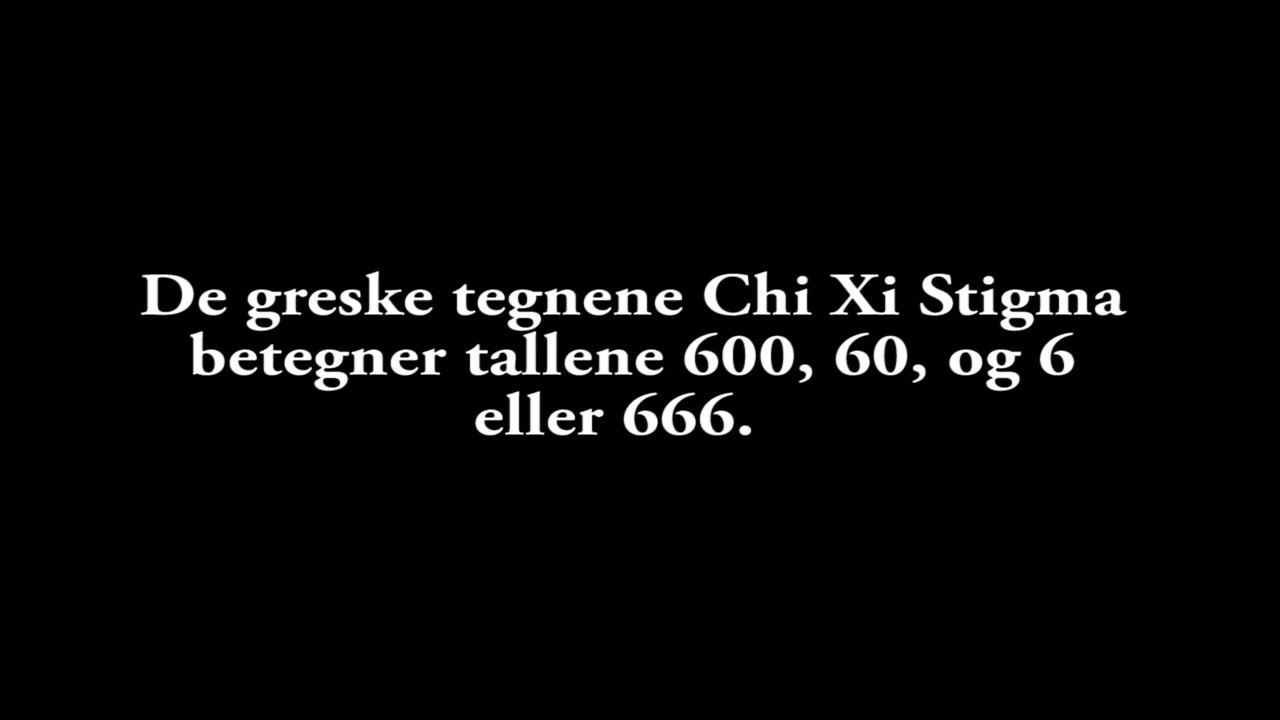 De greske tegnene Chi Xi Stigma
betegner tallene 600, 60, og 6
eller 666.